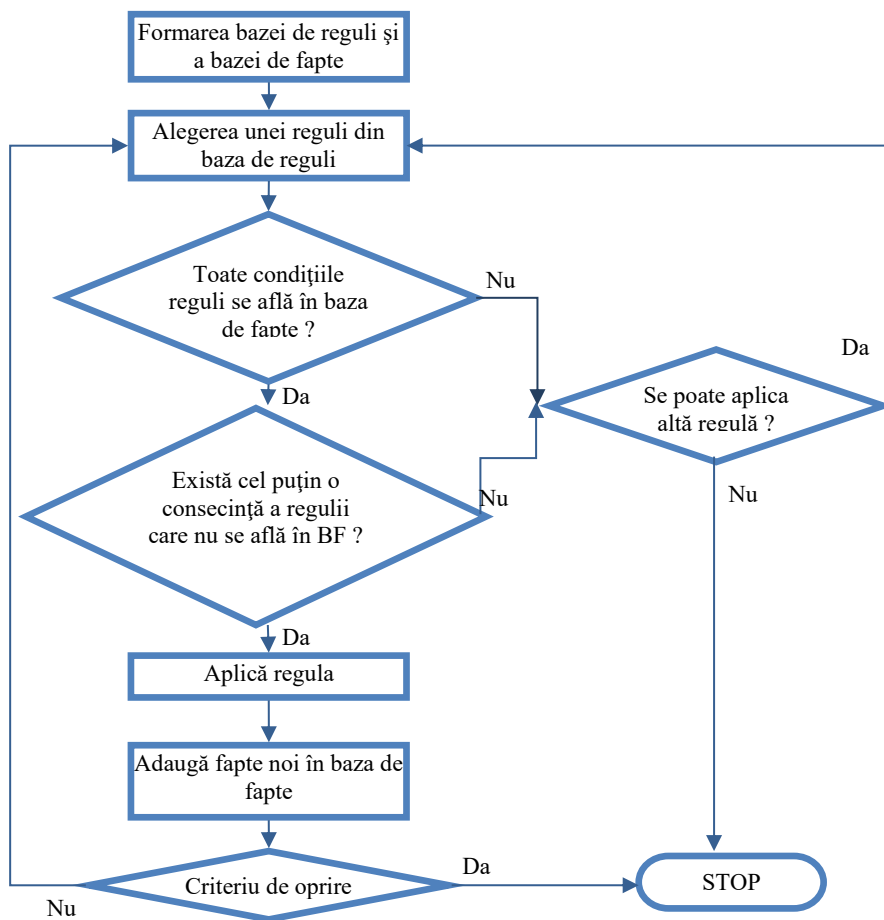 Formarea bazei de reguli şi
a bazei de fapte
Alegerea unei reguli din
baza de reguli
Toate condiţiile
reguli se află în baza
de fapte ?
Nu
Da
Da
Se poate aplica
altă regulă ?
Există cel puţin o
consecinţă a regulii
care nu se află în BF ?
Nu
Nu
Da
Aplică regula
Adaugă fapte noi în baza de
fapte
Criteriu de oprire
Da
Nu
STOP